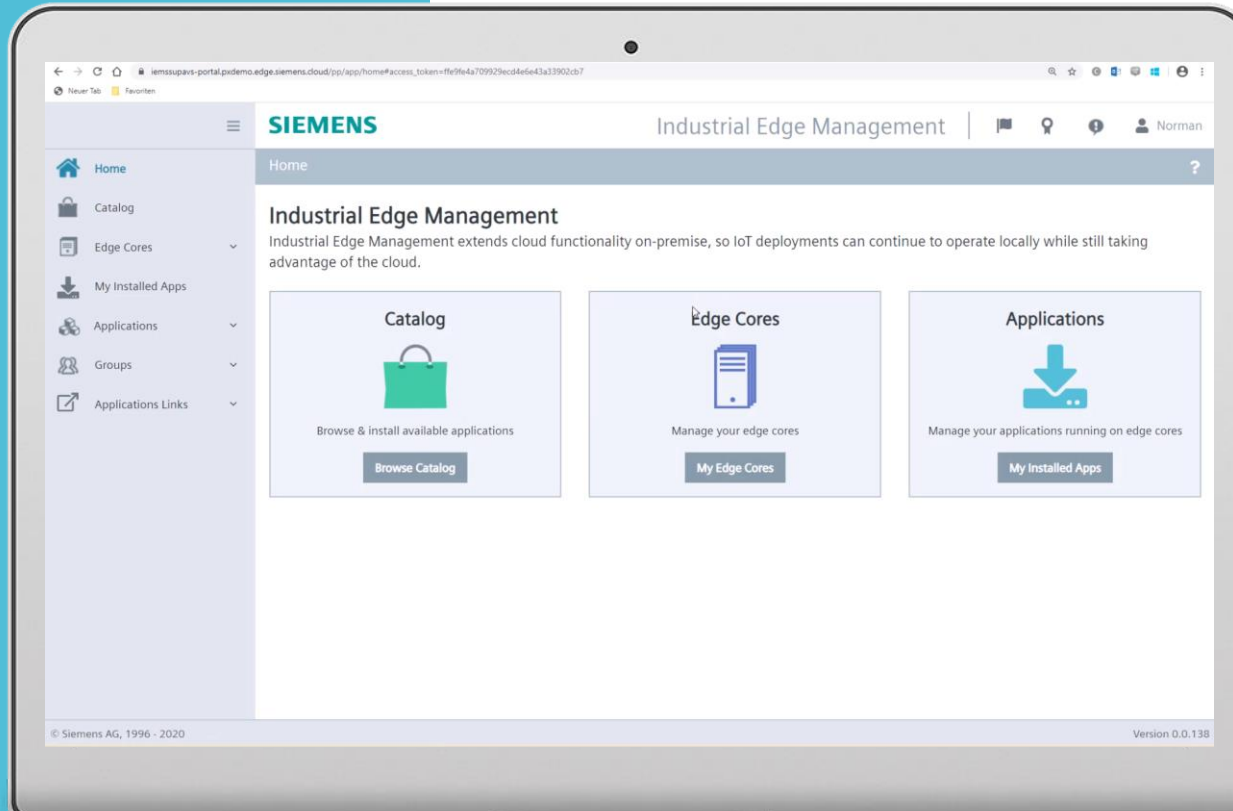 iemssupavs-portal.pxdemo.edge.siemens.cloud/pp/app/home#access_token=ffe9fe4a709929ecd4e6e43a33902cb7
Neuer Tab Favoriten
SIEMENS
Industrial Edge Management
Norman
Home
Catalog
Edge Cores
My Installed Apps
Applications
Groups
Applications Links
Home
?
Industrial Edge Management
Industrial Edge Management extends cloud functionality on-premise, so IoT deployments can continue to operate locally while still taking
advantage of the cloud.
Catalog
Browse & install available applications
Browse Catalog
Edge Cores
Manage your edge cores
My Edge Cores
Applications
Manage your applications running on edge cores
My Installed Apps
© Siemens AG, 1996 - 2020
Version 0.0.138